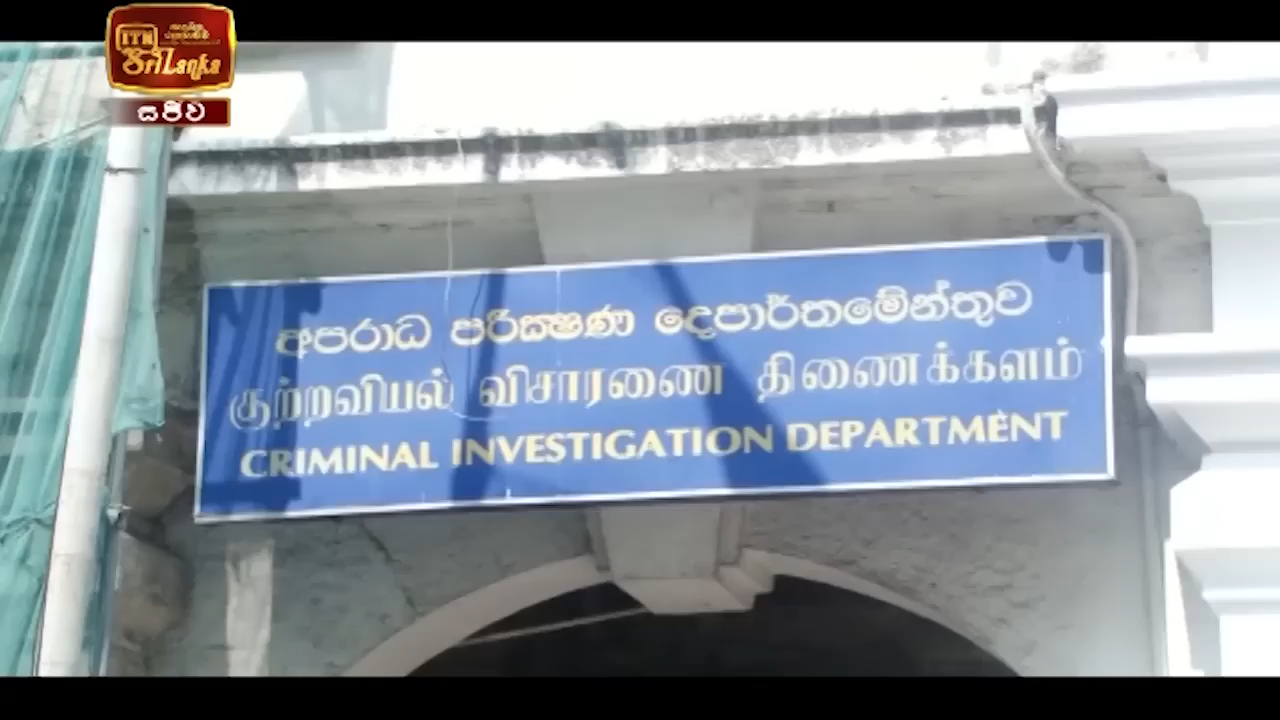 ITN
Sri Lanka
සජීව
අපරාධ පරීක්ෂණ දෙපාර්තමේන්තුව
குற்றவியல் விசாரணை திணைக்களம்
CRIMINAL INVESTIGATION DEPARTMENT